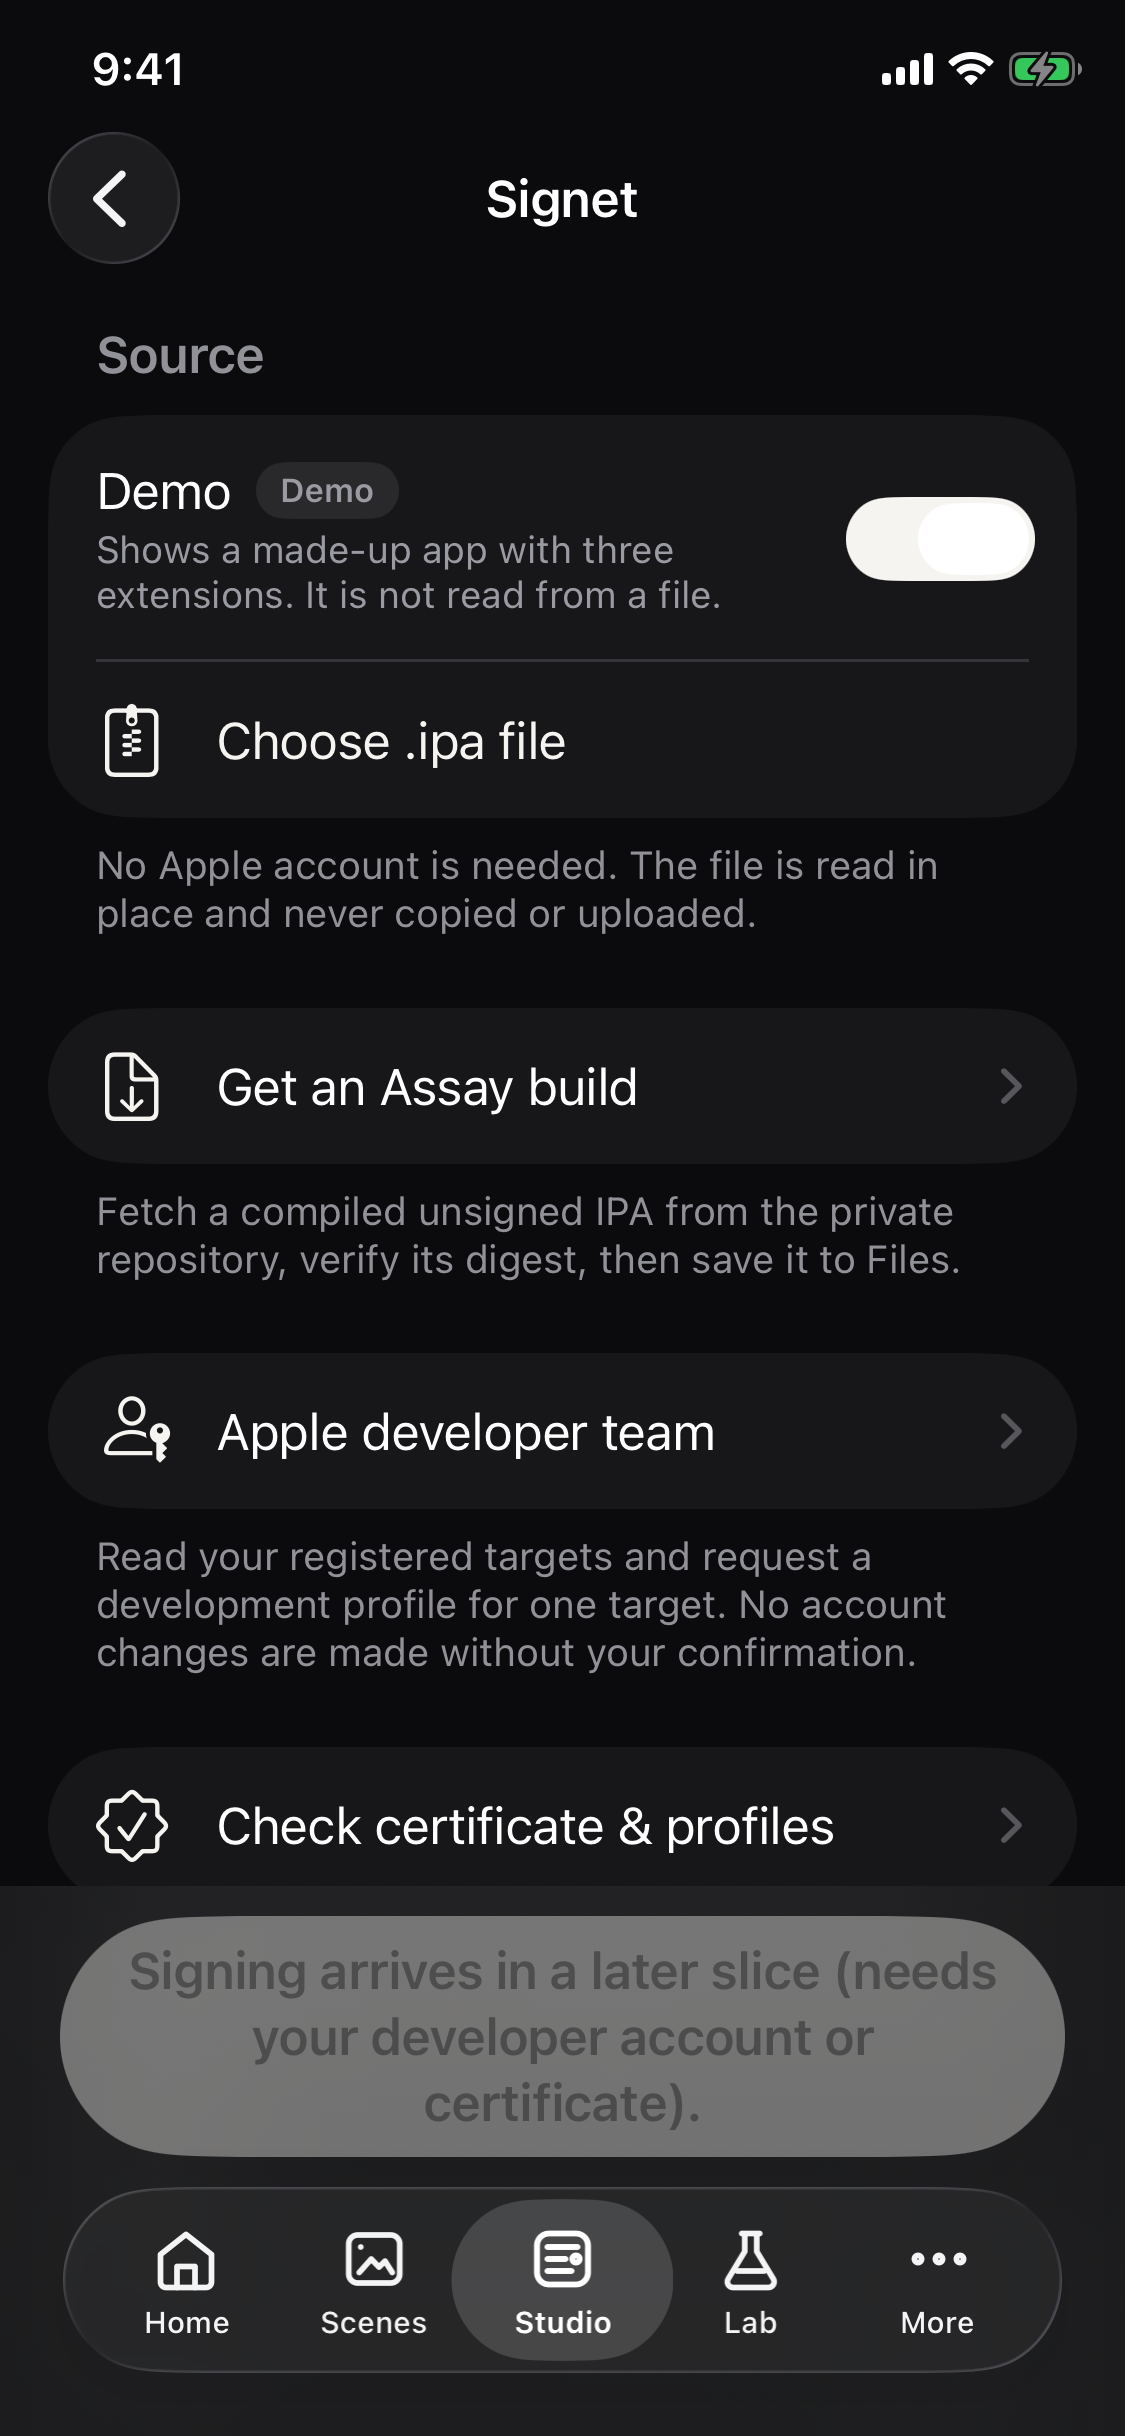 9:41
Signet
Source
Demo Demo
Shows a made-up app with three
extensions. It is not read from a file.
Choose .ipa file
No Apple account is needed. The file is read in
place and never copied or uploaded.
Get an Assay build
Fetch a compiled unsigned IPA from the private
repository, verify its digest, then save it to Files.
Apple developer team
Read your registered targets and request a
development profile for one target. No account
changes are made without your confirmation.
Check certificate & profiles
Signing arrives in a later slice (needs
your developer account or
certificate).
Home Scenes Studio Lab More